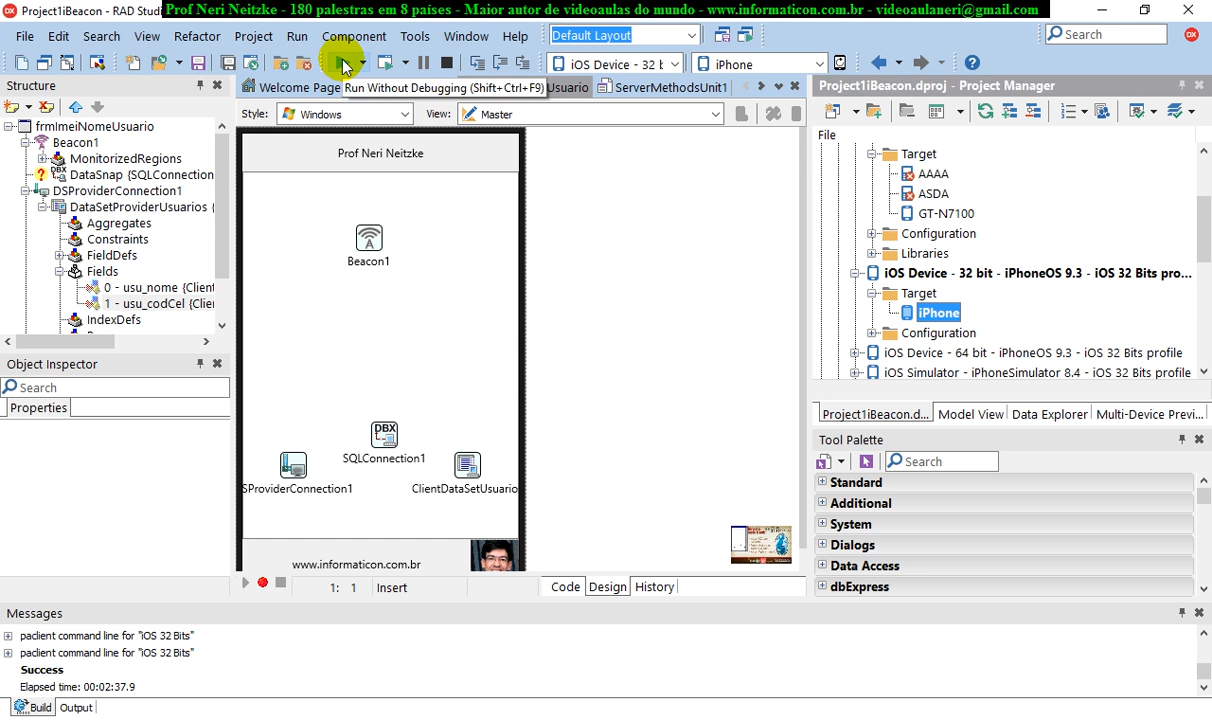 Project1iBeacon - RAD Studi
Prof Neri Neitzke - 180 palestras em 8 países - Maior autor de videoaulas do mundo - www.informaticon.com.br - videoaulaneri@gmail.com
File Edit Search View Refactor Project Run Component Tools Window Help
Default Layout
Search
iOS Device - 32 t
iPhone
Structure
Welcome Page
Usuario
ServerMethodsUnit1
Run Without Debugging (Shift+Ctrl+F9)
Project1iBeacon.dproj - Project Manager
Style: Windows View: Master
frmImeiNomeUsuario
Beacon1
MonitorizedRegions
DataSnap {SQLConnection
DSProviderConnection1
DataSetProviderUsuarios {
Aggregates
Constraints
FieldDefs
Fields
0 - usu_nome {Clien
1 - usu_codCel {Clie
IndexDefs
Prof Neri Neitzke
Beacon1
DBX
SQLConnection1
SProviderConnection1
ClientDataSetUsuario
www.informaticon.com.br
File
Target
AAAA
ASDA
GT-N7100
Configuration
Libraries
iOS Device - 32 bit - iPhoneOS 9.3 - iOS 32 Bits pro...
Target
iPhone
Configuration
iOS Device - 64 bit - iPhoneOS 9.3 - iOS 32 Bits profile
iOS Simulator - iPhoneSimulator 8.4 - iOS 32 Bits profile
Project1iBeacon.d... Model View Data Explorer Multi-Device Previ...
Object Inspector
Search
Properties
Tool Palette
Search
Standard
Additional
System
Dialogs
Data Access
dbExpress
1: 1 Insert
Code Design History
Messages
paclient command line for "iOS 32 Bits"
paclient command line for "iOS 32 Bits"
Success
Elapsed time: 00:02:37.9
Build Output